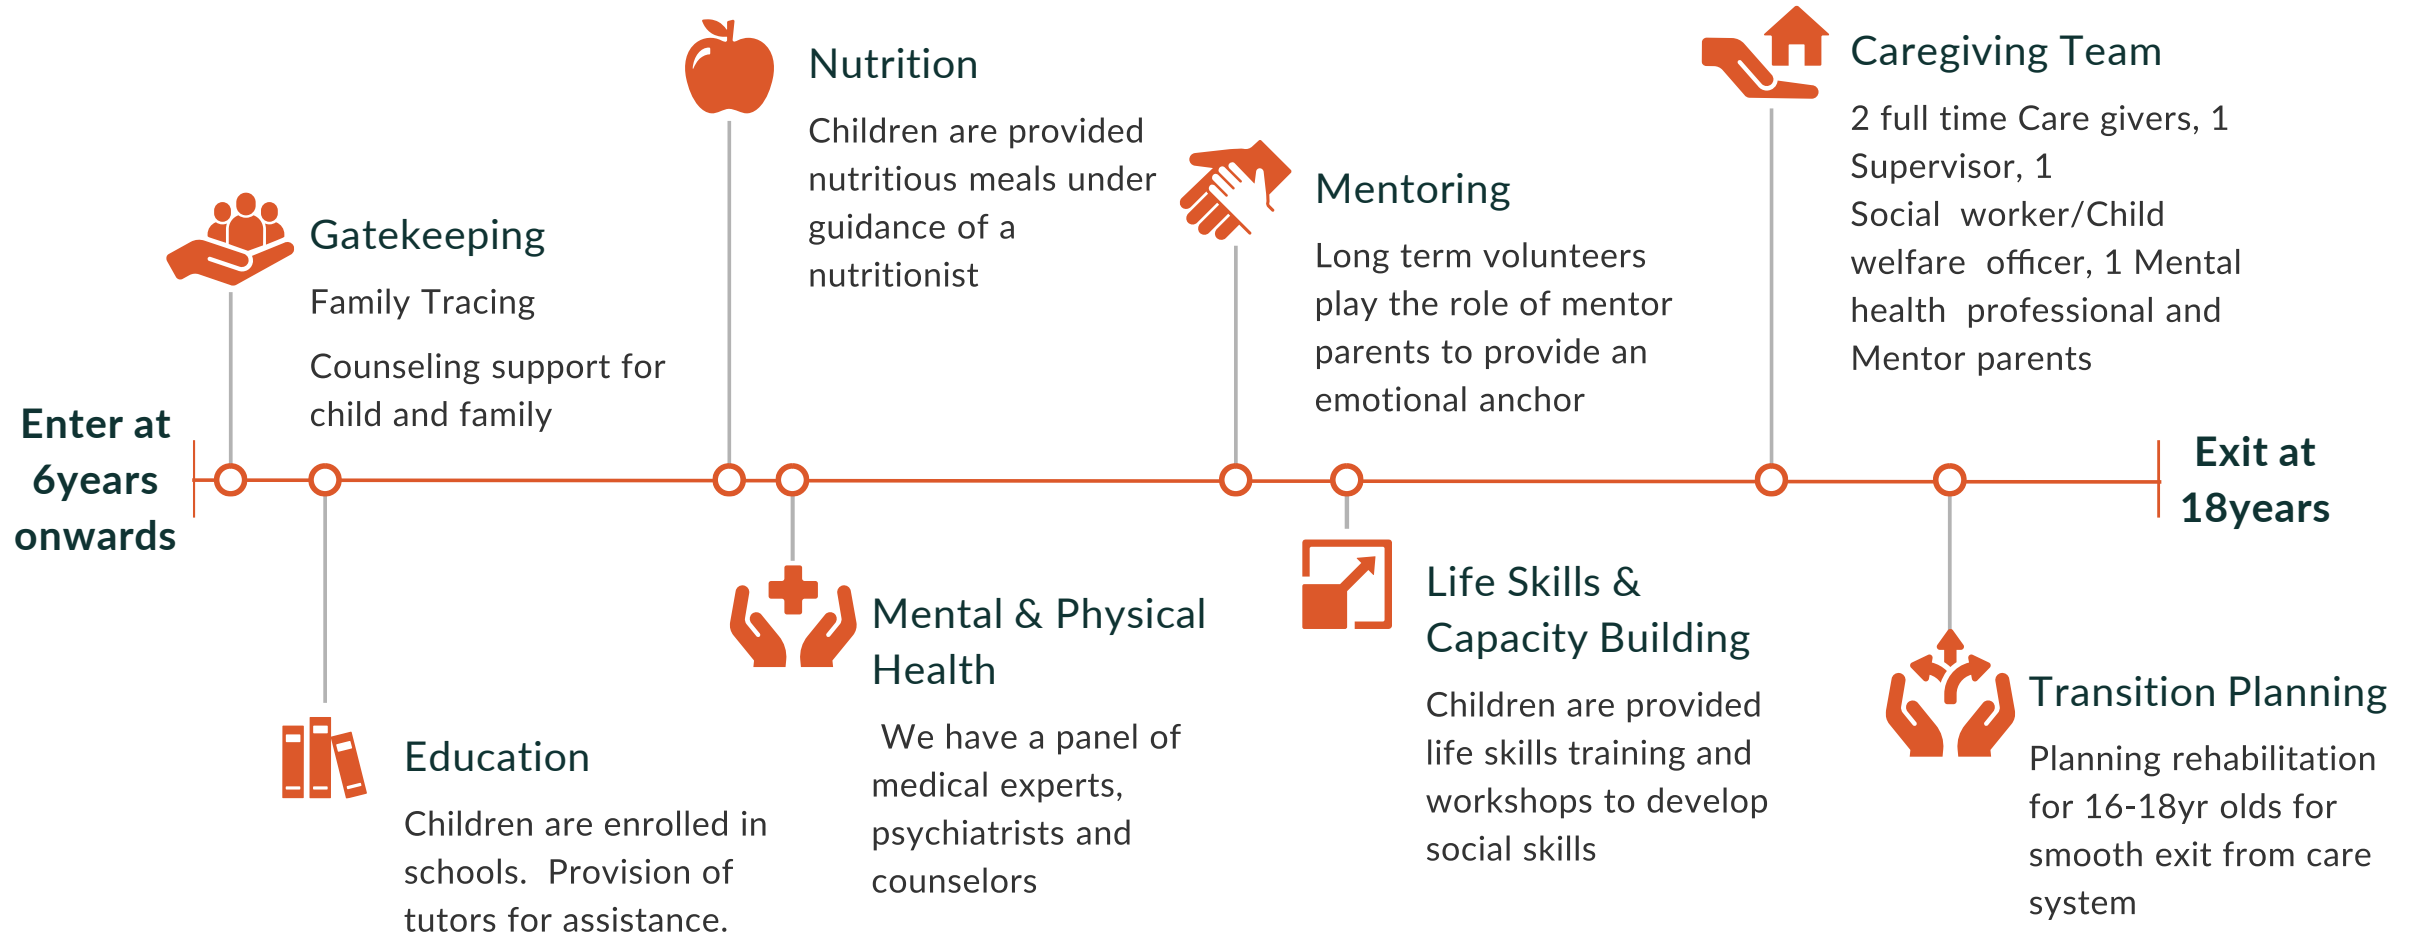 Enter at
6years
onwards
Gatekeeping
Family Tracing
Counseling support for
child and family
Education
Children are enrolled in
schools.  Provision of
tutors for assistance.
Nutrition
Children are provided
nutritious meals under
guidance of a
nutritionist
Mental & Physical
Health
We have a panel of
medical experts,
psychiatrists and
counselors
Mentoring
Long term volunteers
play the role of mentor
parents to provide an
emotional anchor
Life Skills &
Capacity Building
Children are provided
life skills training and
workshops to develop
social skills
Caregiving Team
2 full time Care givers, 1
Supervisor, 1
Social  worker/Child
welfare  officer, 1 Mental
health  professional and
Mentor parents
Transition Planning
Planning rehabilitation
for 16-18yr olds for
smooth exit from care
system
Exit at
18years